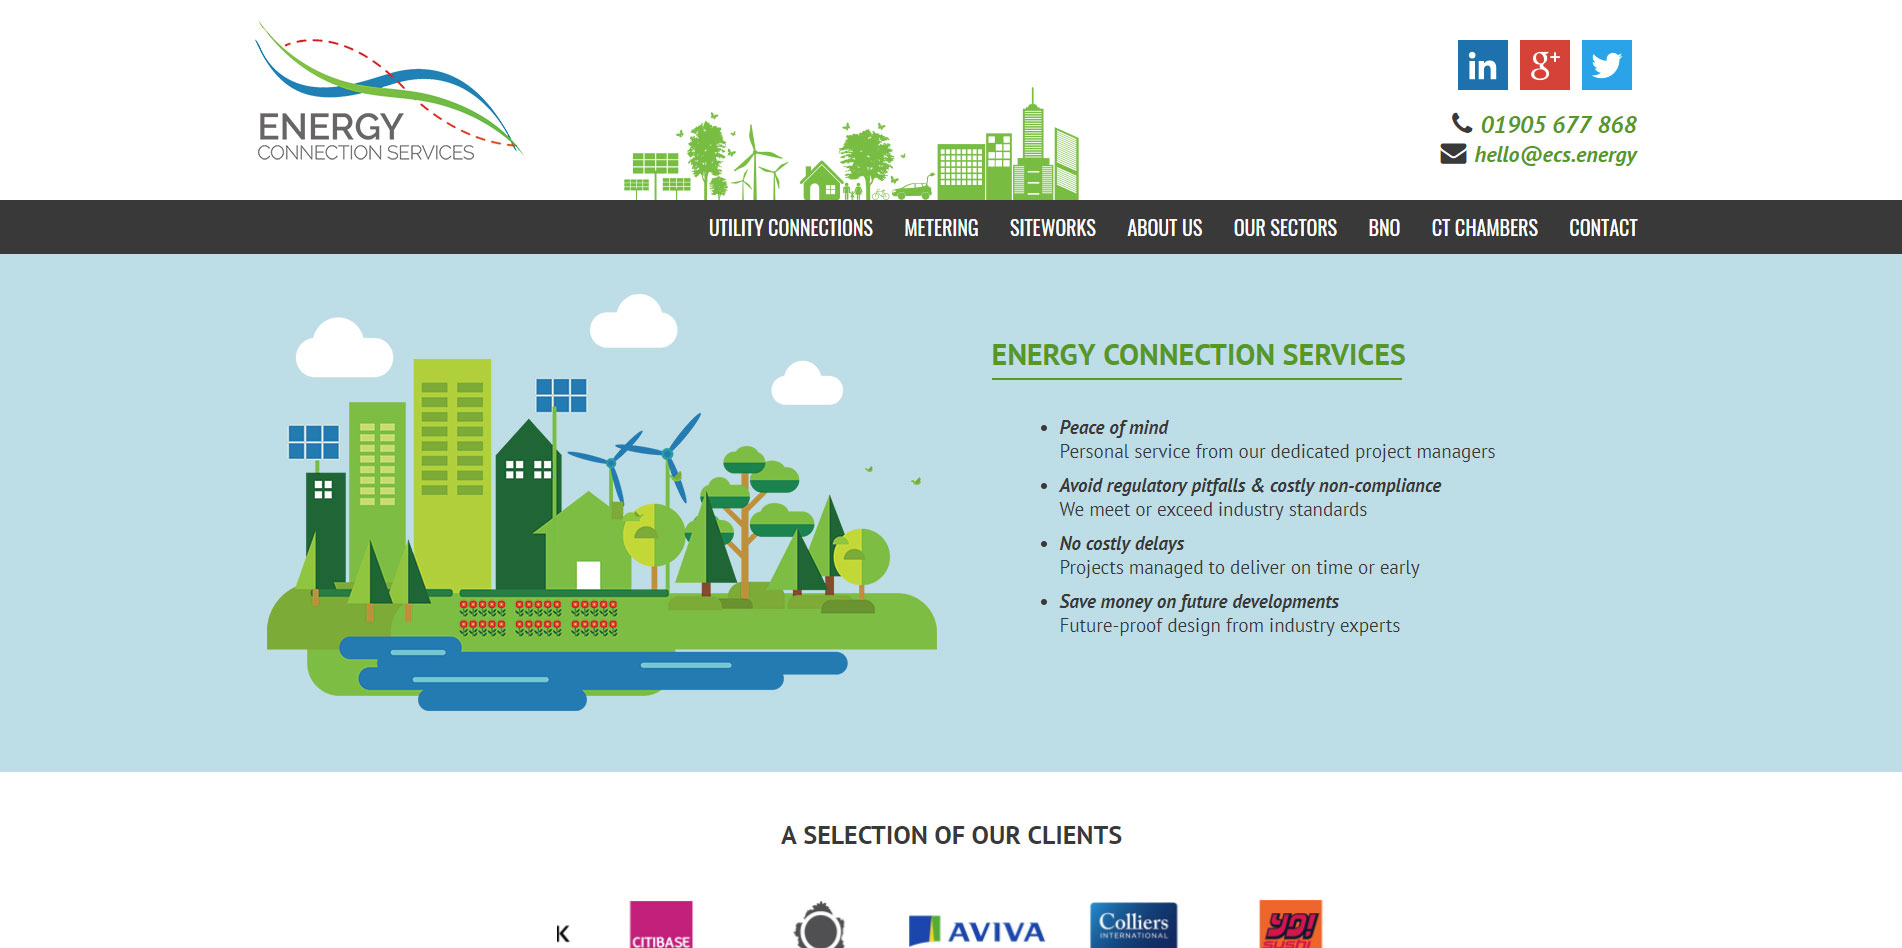 ENERGY
CONNECTION SERVICES
in
g+
01905 677 868
hello@ecs.energy
UTILITY CONNECTIONS METERING SITEWORKS ABOUT US OUR SECTORS BNO CT CHAMBERS CONTACT
ENERGY CONNECTION SERVICES
• Peace of mind
Personal service from our dedicated project managers
• Avoid regulatory pitfalls & costly non-compliance
We meet or exceed industry standards
• No costly delays
Projects managed to deliver on time or early
• Save money on future developments
Future-proof design from industry experts
A SELECTION OF OUR CLIENTS
K
CITIBASE
AVIVA
Colliers
INTERNATIONAL
YO!
sushi